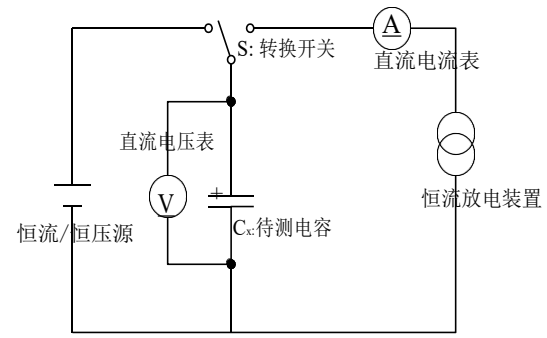 A
S: 转换开关
直流电流表
直流电压表
V
+
恒流放电装置
Cx:待测电容
恒流/恒压源